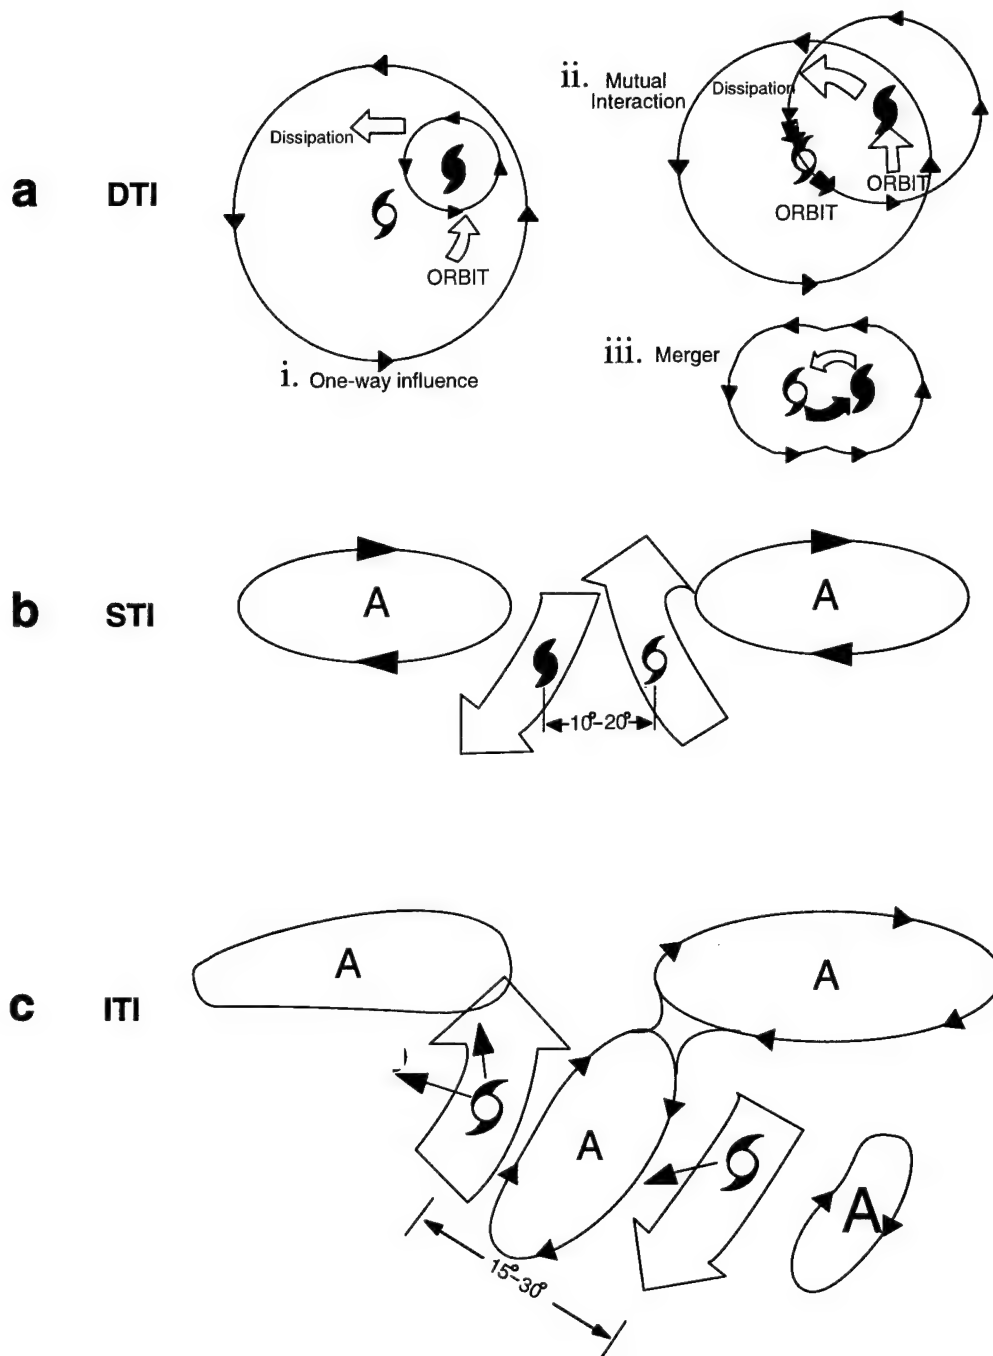 a DTI
Dissipation
ORBIT
i. One-way influence
ii. Mutual
Interaction
Dissipation
ORBIT
ORBIT
iii. Merger
b STI
A
A
10°-20°
c ITI
A
A
A
A
15°-30°